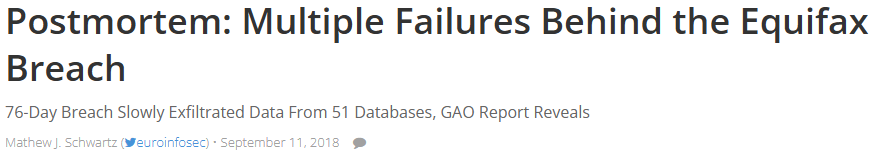 Postmortem: Multiple Failures Behind the Equifax
Breach
76-Day Breach Slowly Exfiltrated Data From 51 Databases, GAO Report Reveals
Mathew J. Schwartz (euroinfosec) • September 11, 2018